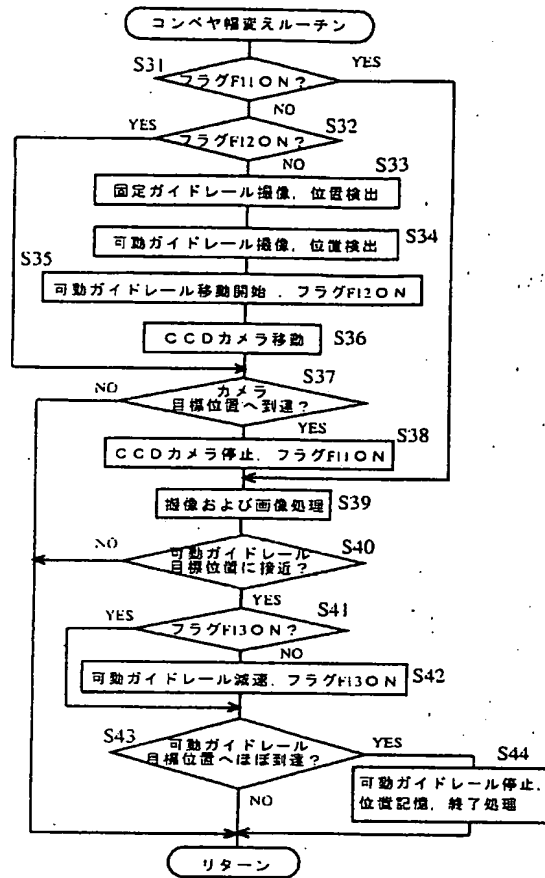 コンベヤ幅変えルーチン
S31
フラグF11ON?
YES
NO
S32
YES
フラグF12ON?
NO
S33
固定ガイドレール撮像,位置検出
S34
可動ガイドレール撮像,位置検出
S35
可動ガイドレール移動開始,フラグF12ON
CCDカメラ移動
S36
S37
NO
カメラ
目標位置へ到達?
YES
S38
CCDカメラ停止,フラグF11ON
撮像および画像処理
S39
S40
NO
可動ガイドレール
目標位置に接近?
YES
S41
YES
フラグF13ON?
NO
可動ガイドレール減速,フラグF13ON
S42
S43
可動ガイドレール
目標位置へほぼ到達?
YES
S44
可動ガイドレール停止,
位置記憶,終了処理
NO
リターン